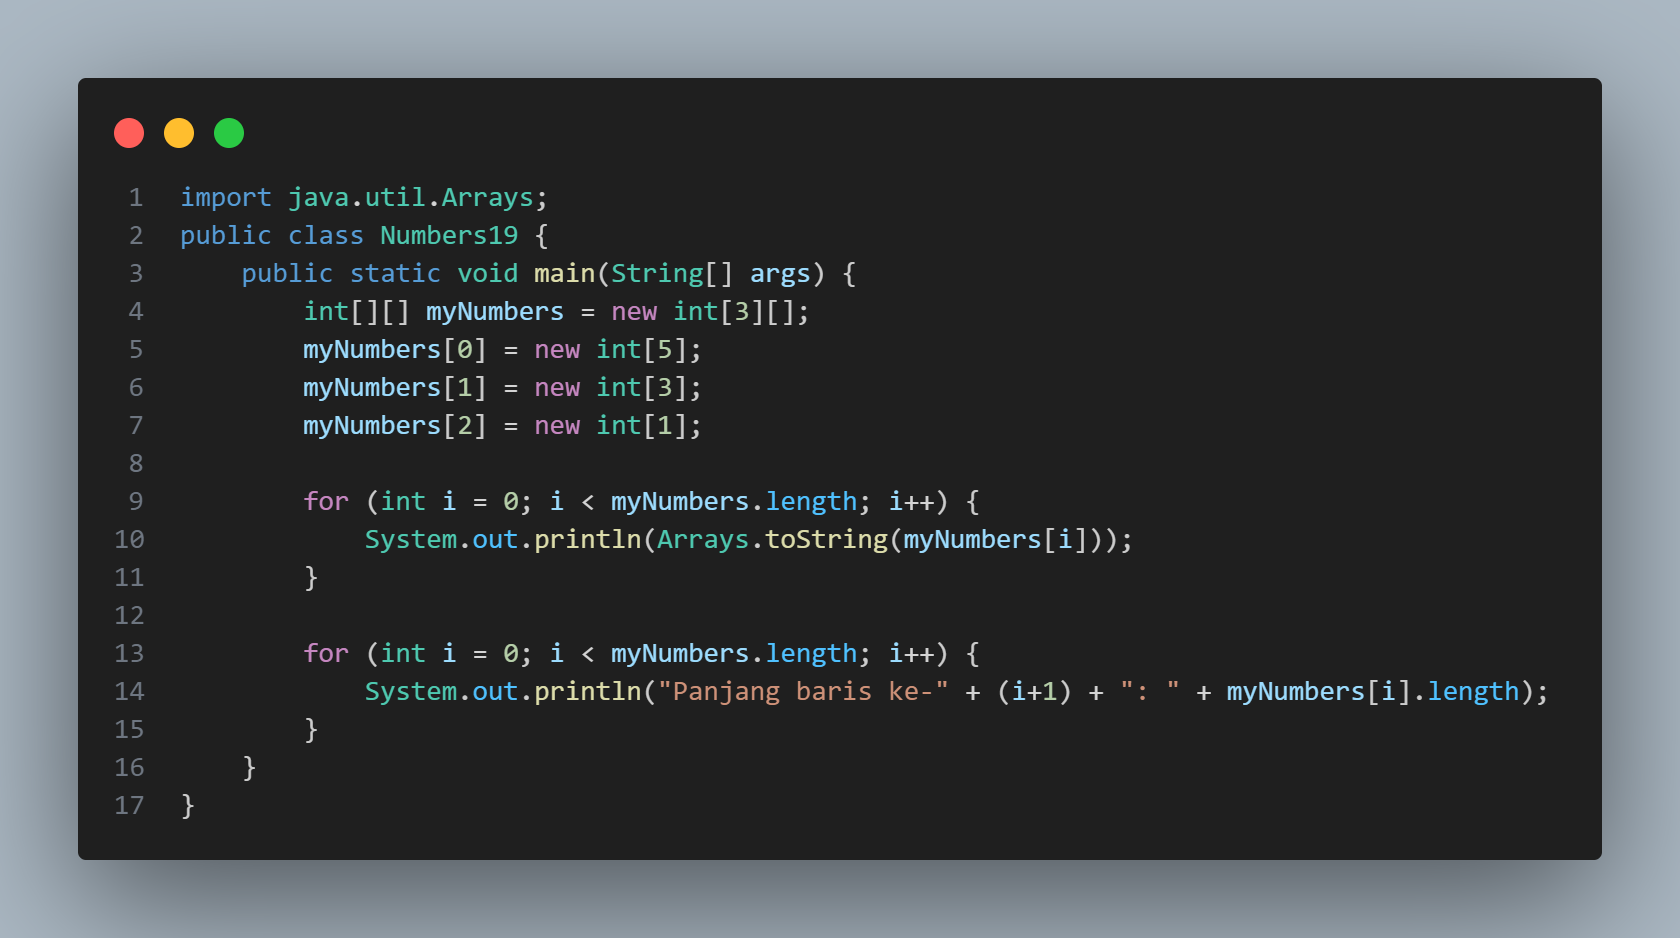 1 import java.util.Arrays;
2 public class Numbers19 {
3     public static void main(String[] args) {
4         int[][] myNumbers = new int[3][];
5         myNumbers[0] = new int[5];
6         myNumbers[1] = new int[3];
7         myNumbers[2] = new int[1];
8
9         for (int i = 0; i < myNumbers.length; i++) {
10             System.out.println(Arrays.toString(myNumbers[i]));
11         }
12
13         for (int i = 0; i < myNumbers.length; i++) {
14             System.out.println("Panjang baris ke-" + (i+1) + ": " + myNumbers[i].length);
15         }
16     }
17 }